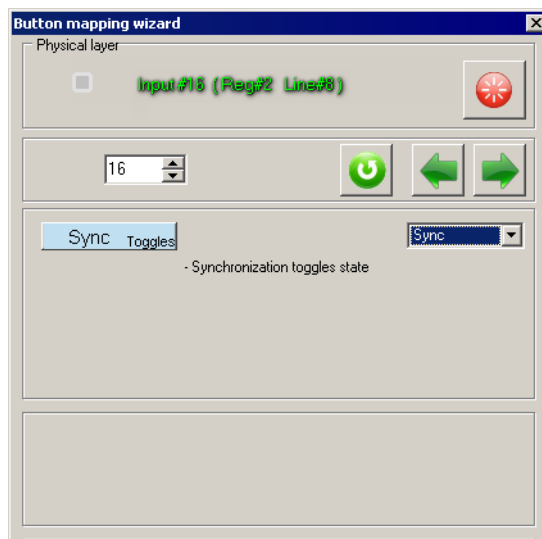 Button mapping wizard
Physical layer
Input#16 (Reg#2 Line#8)
16
Sync Toggles
Sync
- Synchronization toggles state